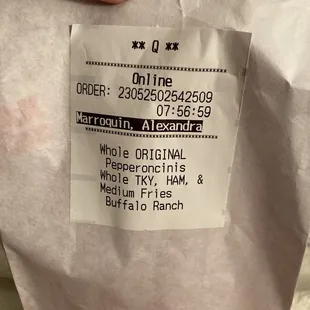 ** Q **
Online
ORDER: 23052502542509
07:56:59
Marroquin, Alexandra
Whole ORIGINAL
Pepperoncinis
Whole TKY, HAM, &
Medium Fries
Buffalo Ranch